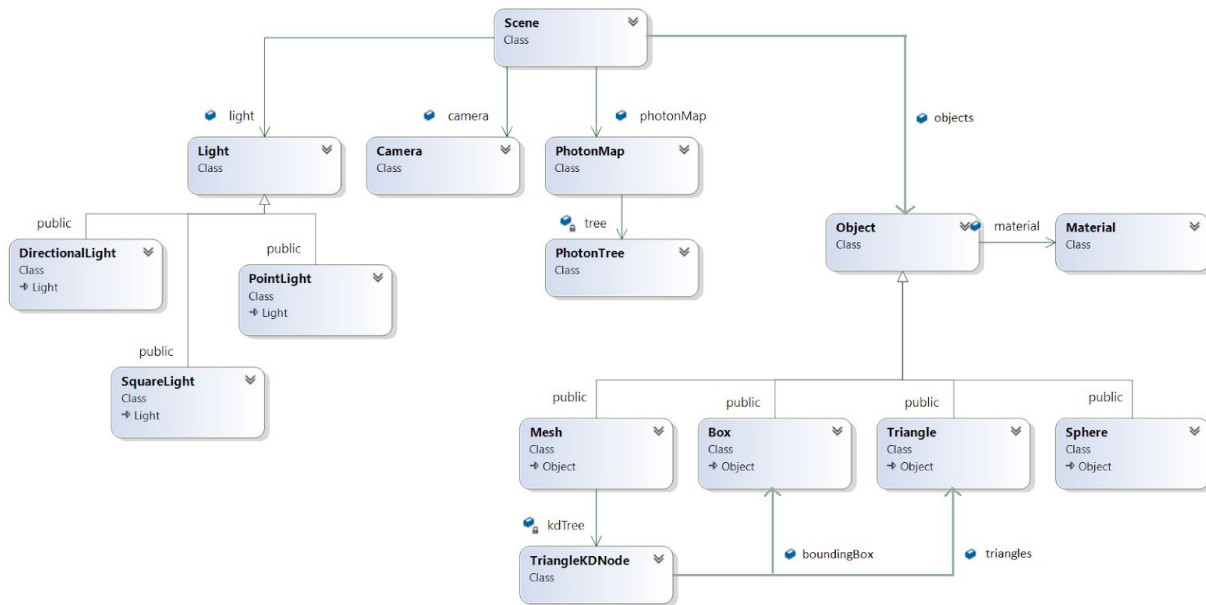 Scene
Class
light
camera
photonMap
objects
Light
Class
Camera
Class
PhotonMap
Class
public
public
tree
DirectionalLight
Class
Light
PointLight
Class
Light
PhotonTree
Class
Object
Class
material
Material
Class
public
SquareLight
Class
Light
public
public
public
public
Mesh
Class
Object
Box
Class
Object
Triangle
Class
Object
Sphere
Class
Object
kdTree
boundingBox
triangles
TriangleKDNode
Class